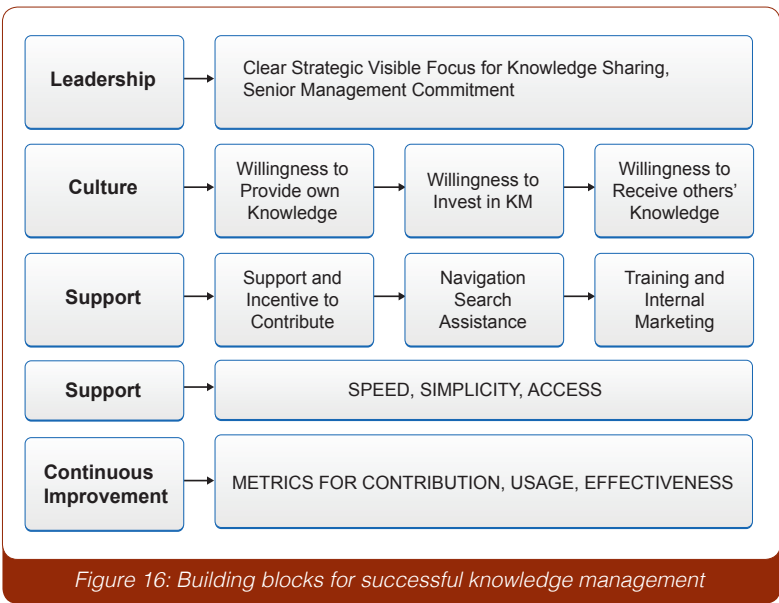 Leadership
Clear Strategic Visible Focus for Knowledge Sharing,
Senior Management Commitment
Culture
Willingness to
Provide own
Knowledge
Willingness to
Invest in KM
Willingness to
Receive others’
Knowledge
Support
Support and
Incentive to
Contribute
Navigation
Search
Assistance
Training and
Internal
Marketing
Support
SPEED, SIMPLICITY, ACCESS
Continuous
Improvement
METRICS FOR CONTRIBUTION, USAGE, EFFECTIVENESS
Figure 16: Building blocks for successful knowledge management